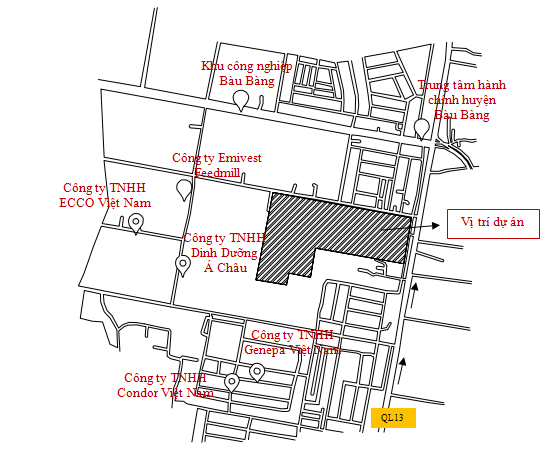 Khu công nghiệp
Bàu Bàng
Trung tâm hành
chính huyện
Bàu Bàng
Công ty Emivest
Feedmill
Công ty TNHH
ECCO Việt Nam
Vị trí dự án
Công ty TNHH
Dinh Dưỡng
Á Châu
Công ty TNHH
Genepa Việt Nam
Công ty TNHH
Condor Việt Nam
QL13